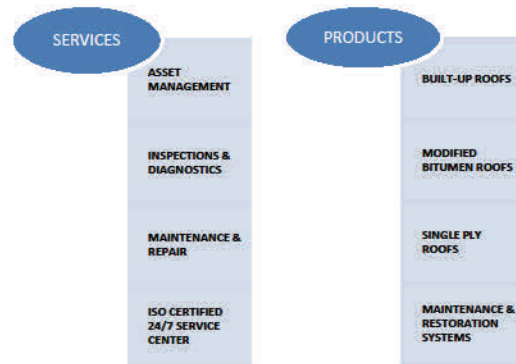 SERVICES
ASSET
MANAGEMENT
INSPECTIONS &
DIAGNOSTICS
MAINTENANCE &
REPAIR
ISO CERTIFIED
24/7 SERVICE
CENTER
PRODUCTS
BUILT-UP ROOFS
MODIFIED
BITUMEN ROOFS
SINGLE PLY
ROOFS
MAINTENANCE &
RESTORATION
SYSTEMS